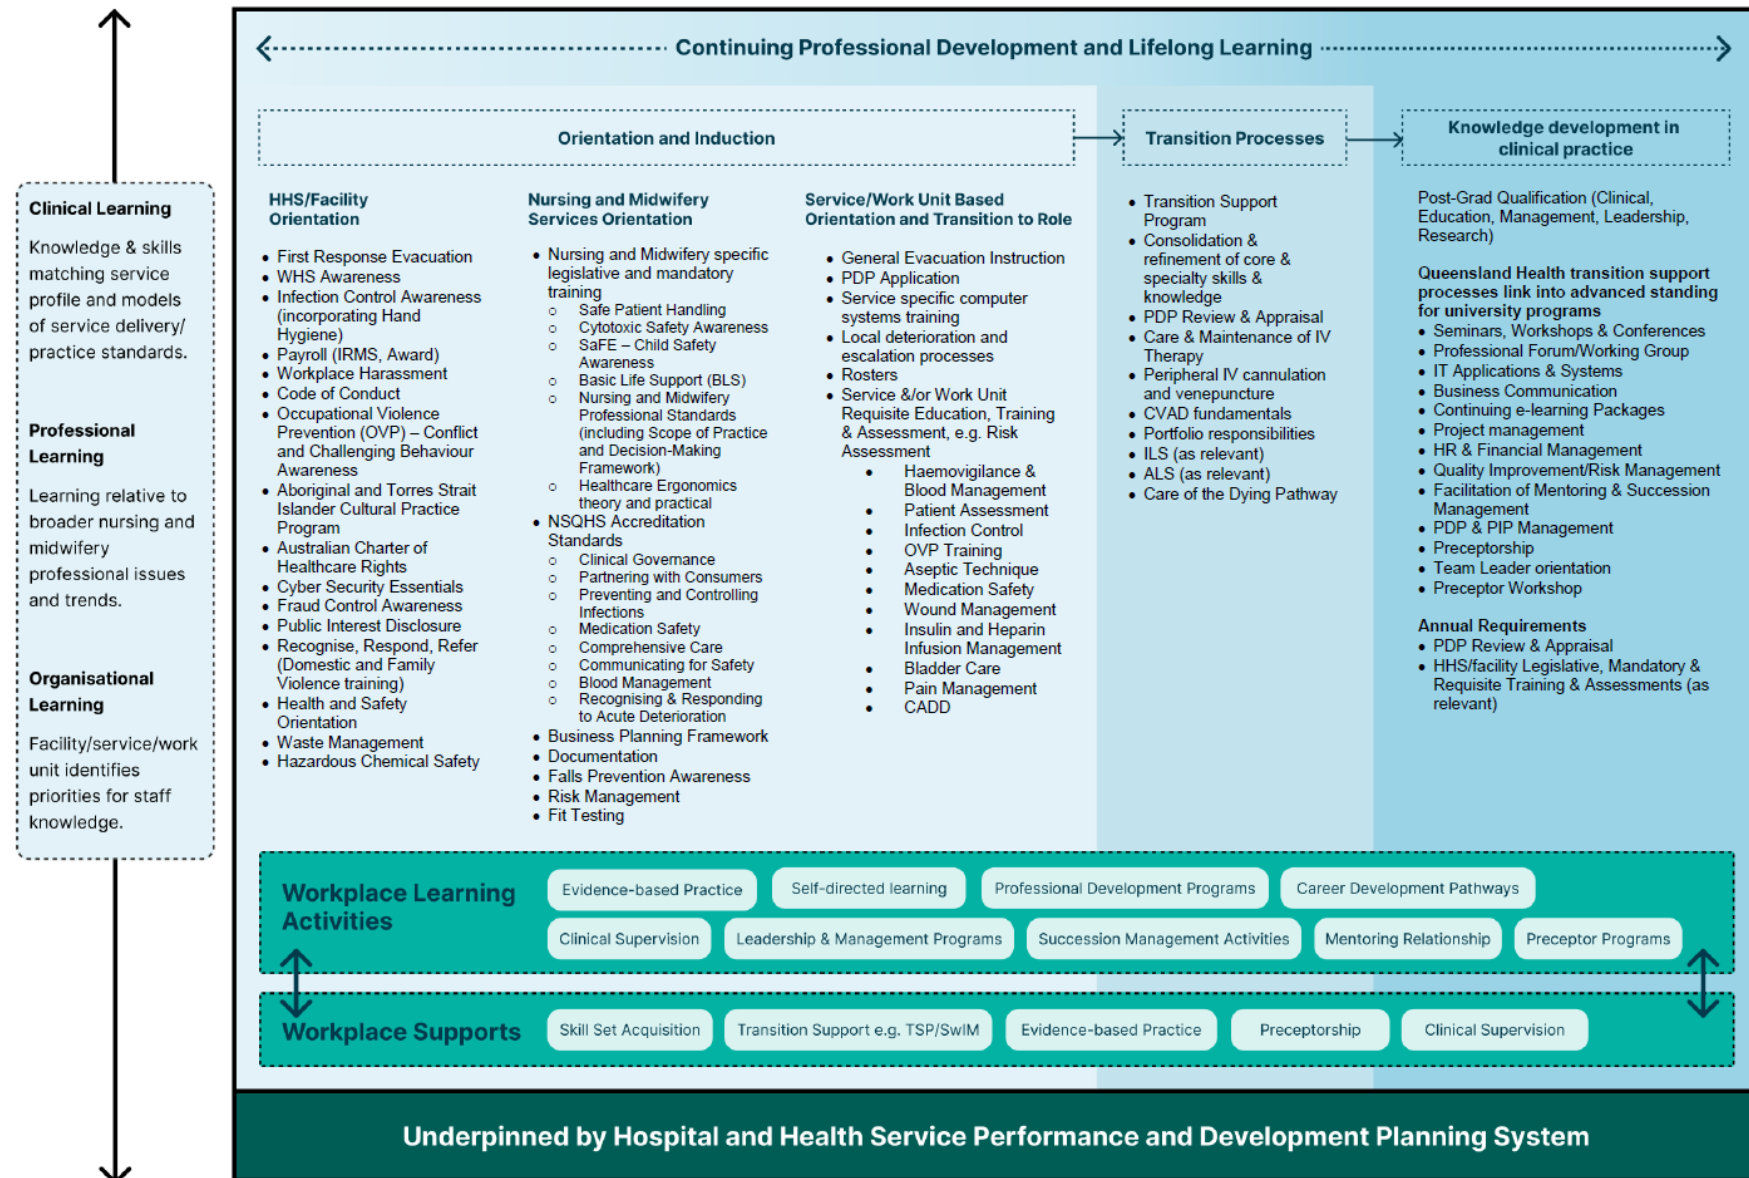 Continuing Professional Development and Lifelong Learning
Orientation and Induction
Transition Processes
Knowledge development in
clinical practice
Clinical Learning
Knowledge & skills
matching service
profile and models
of service delivery/
practice standards.
Professional
Learning
Learning relative to
broader nursing and
midwifery
professional issues
and trends.
Organisational
Learning
Facility/service/work
unit identifies
priorities for staff
knowledge.
HHS/Facility
Orientation
• First Response Evacuation
• WHS Awareness
• Infection Control Awareness
(incorporating Hand
Hygiene)
• Payroll (IRMS, Award)
• Workplace Harassment
• Code of Conduct
• Occupational Violence
Prevention (OVP) – Conflict
and Challenging Behaviour
Awareness
• Aboriginal and Torres Strait
Islander Cultural Practice
Program
• Australian Charter of
Healthcare Rights
• Cyber Security Essentials
• Fraud Control Awareness
• Public Interest Disclosure
• Recognise, Respond, Refer
(Domestic and Family
Violence training)
• Health and Safety
Orientation
• Waste Management
• Hazardous Chemical Safety
Nursing and Midwifery
Services Orientation
• Nursing and Midwifery specific
legislative and mandatory
training
o Safe Patient Handling
o Cytotoxic Safety Awareness
o SaFE – Child Safety
Awareness
o Basic Life Support (BLS)
o Nursing and Midwifery
Professional Standards
(including Scope of Practice
and Decision-Making
Framework)
o Healthcare Ergonomics
theory and practical
• NSQHS Accreditation
Standards
o Clinical Governance
o Partnering with Consumers
o Preventing and Controlling
Infections
o Medication Safety
o Comprehensive Care
o Communicating for Safety
o Blood Management
o Recognising & Responding
to Acute Deterioration
• Business Planning Framework
• Documentation
• Falls Prevention Awareness
• Risk Management
• Fit Testing
Service/Work Unit Based
Orientation and Transition to Role
• General Evacuation Instruction
• PDP Application
• Service specific computer
systems training
• Local deterioration and
escalation processes
• Rosters
• Service &/or Work Unit
Requisite Education, Training
& Assessment, e.g. Risk
Assessment
• Haemovigilance &
Blood Management
• Patient Assessment
• Infection Control
• OVP Training
• Aseptic Technique
• Medication Safety
• Wound Management
• Insulin and Heparin
Infusion Management
• Bladder Care
• Pain Management
• CADD
• Transition Support
Program
• Consolidation &
refinement of core &
specialty skills &
knowledge
• PDP Review & Appraisal
• Care & Maintenance of IV
Therapy
• Peripheral IV cannulation
and venepuncture
• CVAD fundamentals
• Portfolio responsibilities
• ILS (as relevant)
• ALS (as relevant)
• Care of the Dying Pathway
Post-Grad Qualification (Clinical,
Education, Management, Leadership,
Research)
Queensland Health transition support
processes link into advanced standing
for university programs
• Seminars, Workshops & Conferences
• Professional Forum/Working Group
• IT Applications & Systems
• Business Communication
• Continuing e-learning Packages
• Project management
• HR & Financial Management
• Quality Improvement/Risk Management
• Facilitation of Mentoring & Succession
Management
• PDP & PIP Management
• Preceptorship
• Team Leader orientation
• Preceptor Workshop
Annual Requirements
• PDP Review & Appraisal
• HHS/facility Legislative, Mandatory &
Requisite Training & Assessments (as
relevant)
Workplace Learning
Activities
Evidence-based Practice
Self-directed learning
Professional Development Programs
Career Development Pathways
Clinical Supervision
Leadership & Management Programs
Succession Management Activities
Mentoring Relationship
Preceptor Programs
Workplace Supports
Skill Set Acquisition
Transition Support e.g. TSP/SwIM
Evidence-based Practice
Preceptorship
Clinical Supervision
Underpinned by Hospital and Health Service Performance and Development Planning System